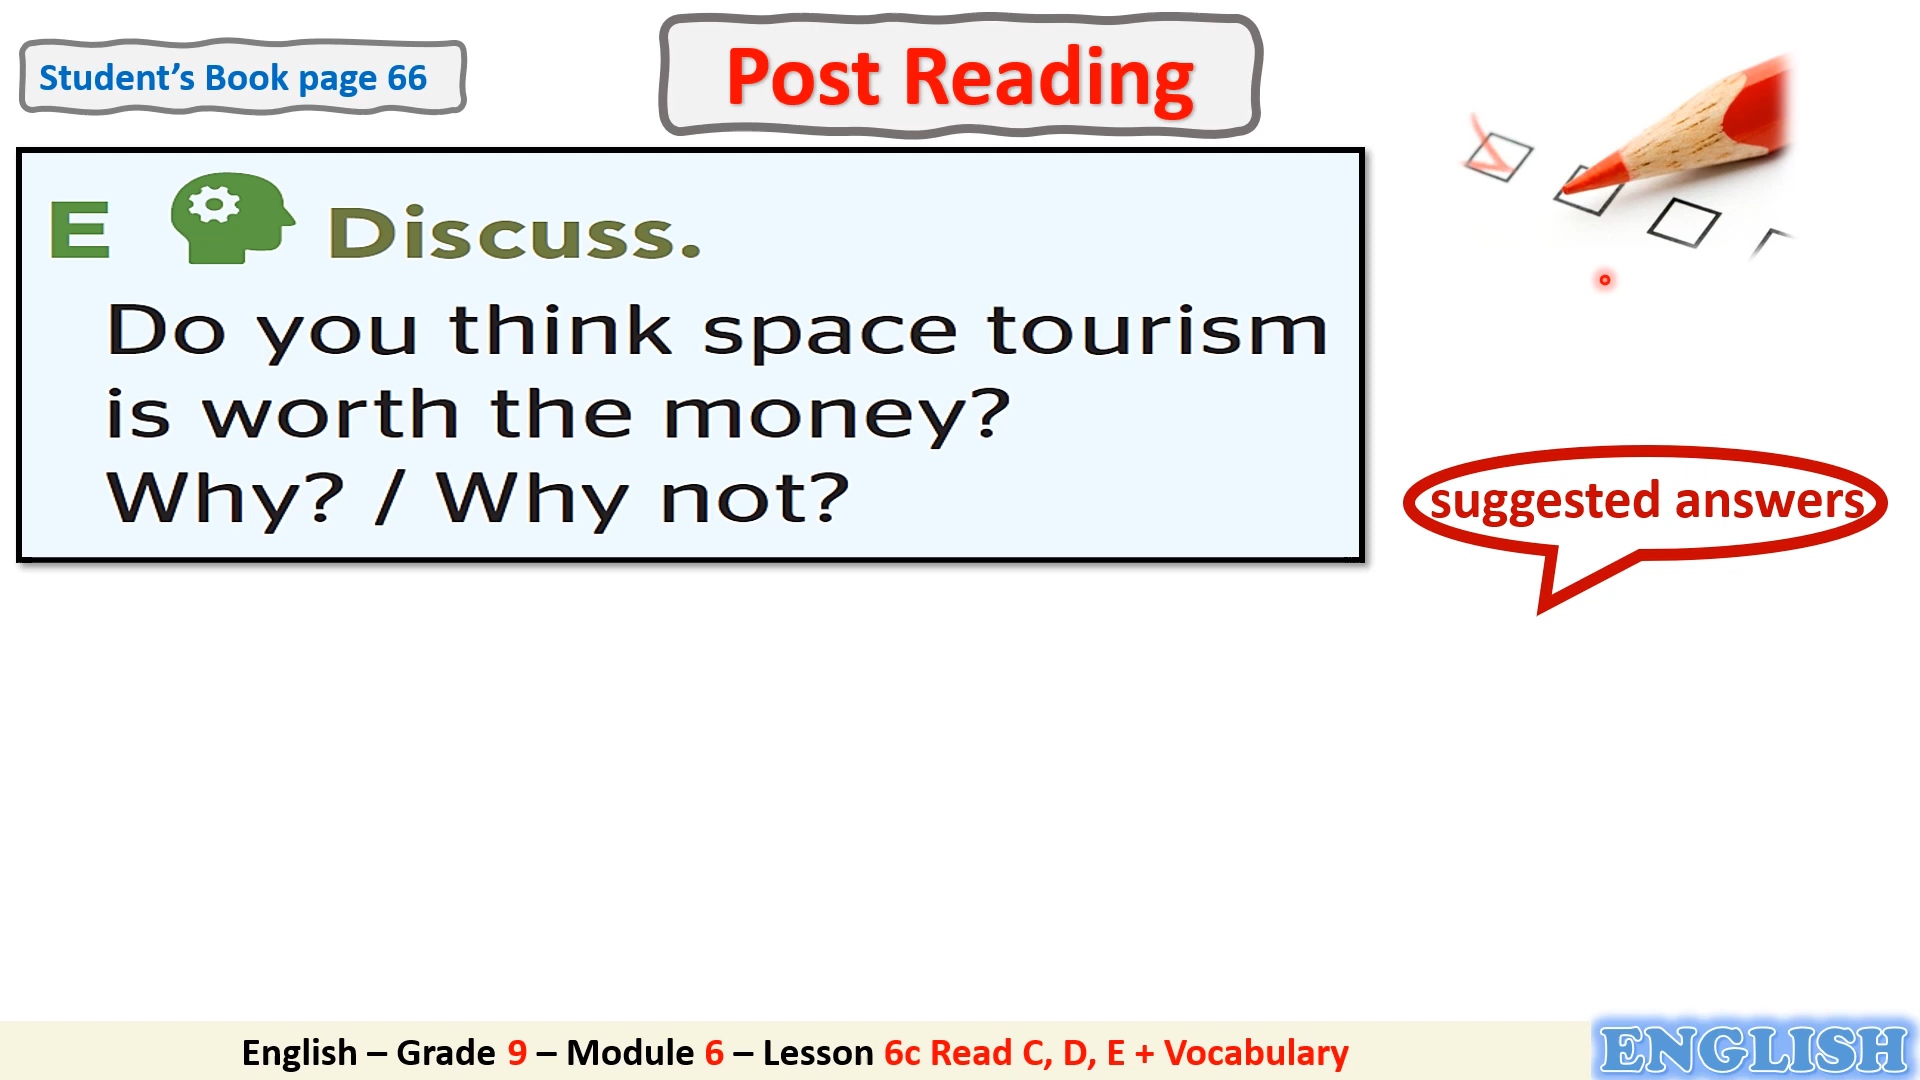 Student's Book page 66
Post Reading
E Discuss.
Do you think space tourism
is worth the money?
Why? / Why not?
suggested answers
English – Grade 9 – Module 6 – Lesson 6c Read C, D, E + Vocabulary
ENGLISH